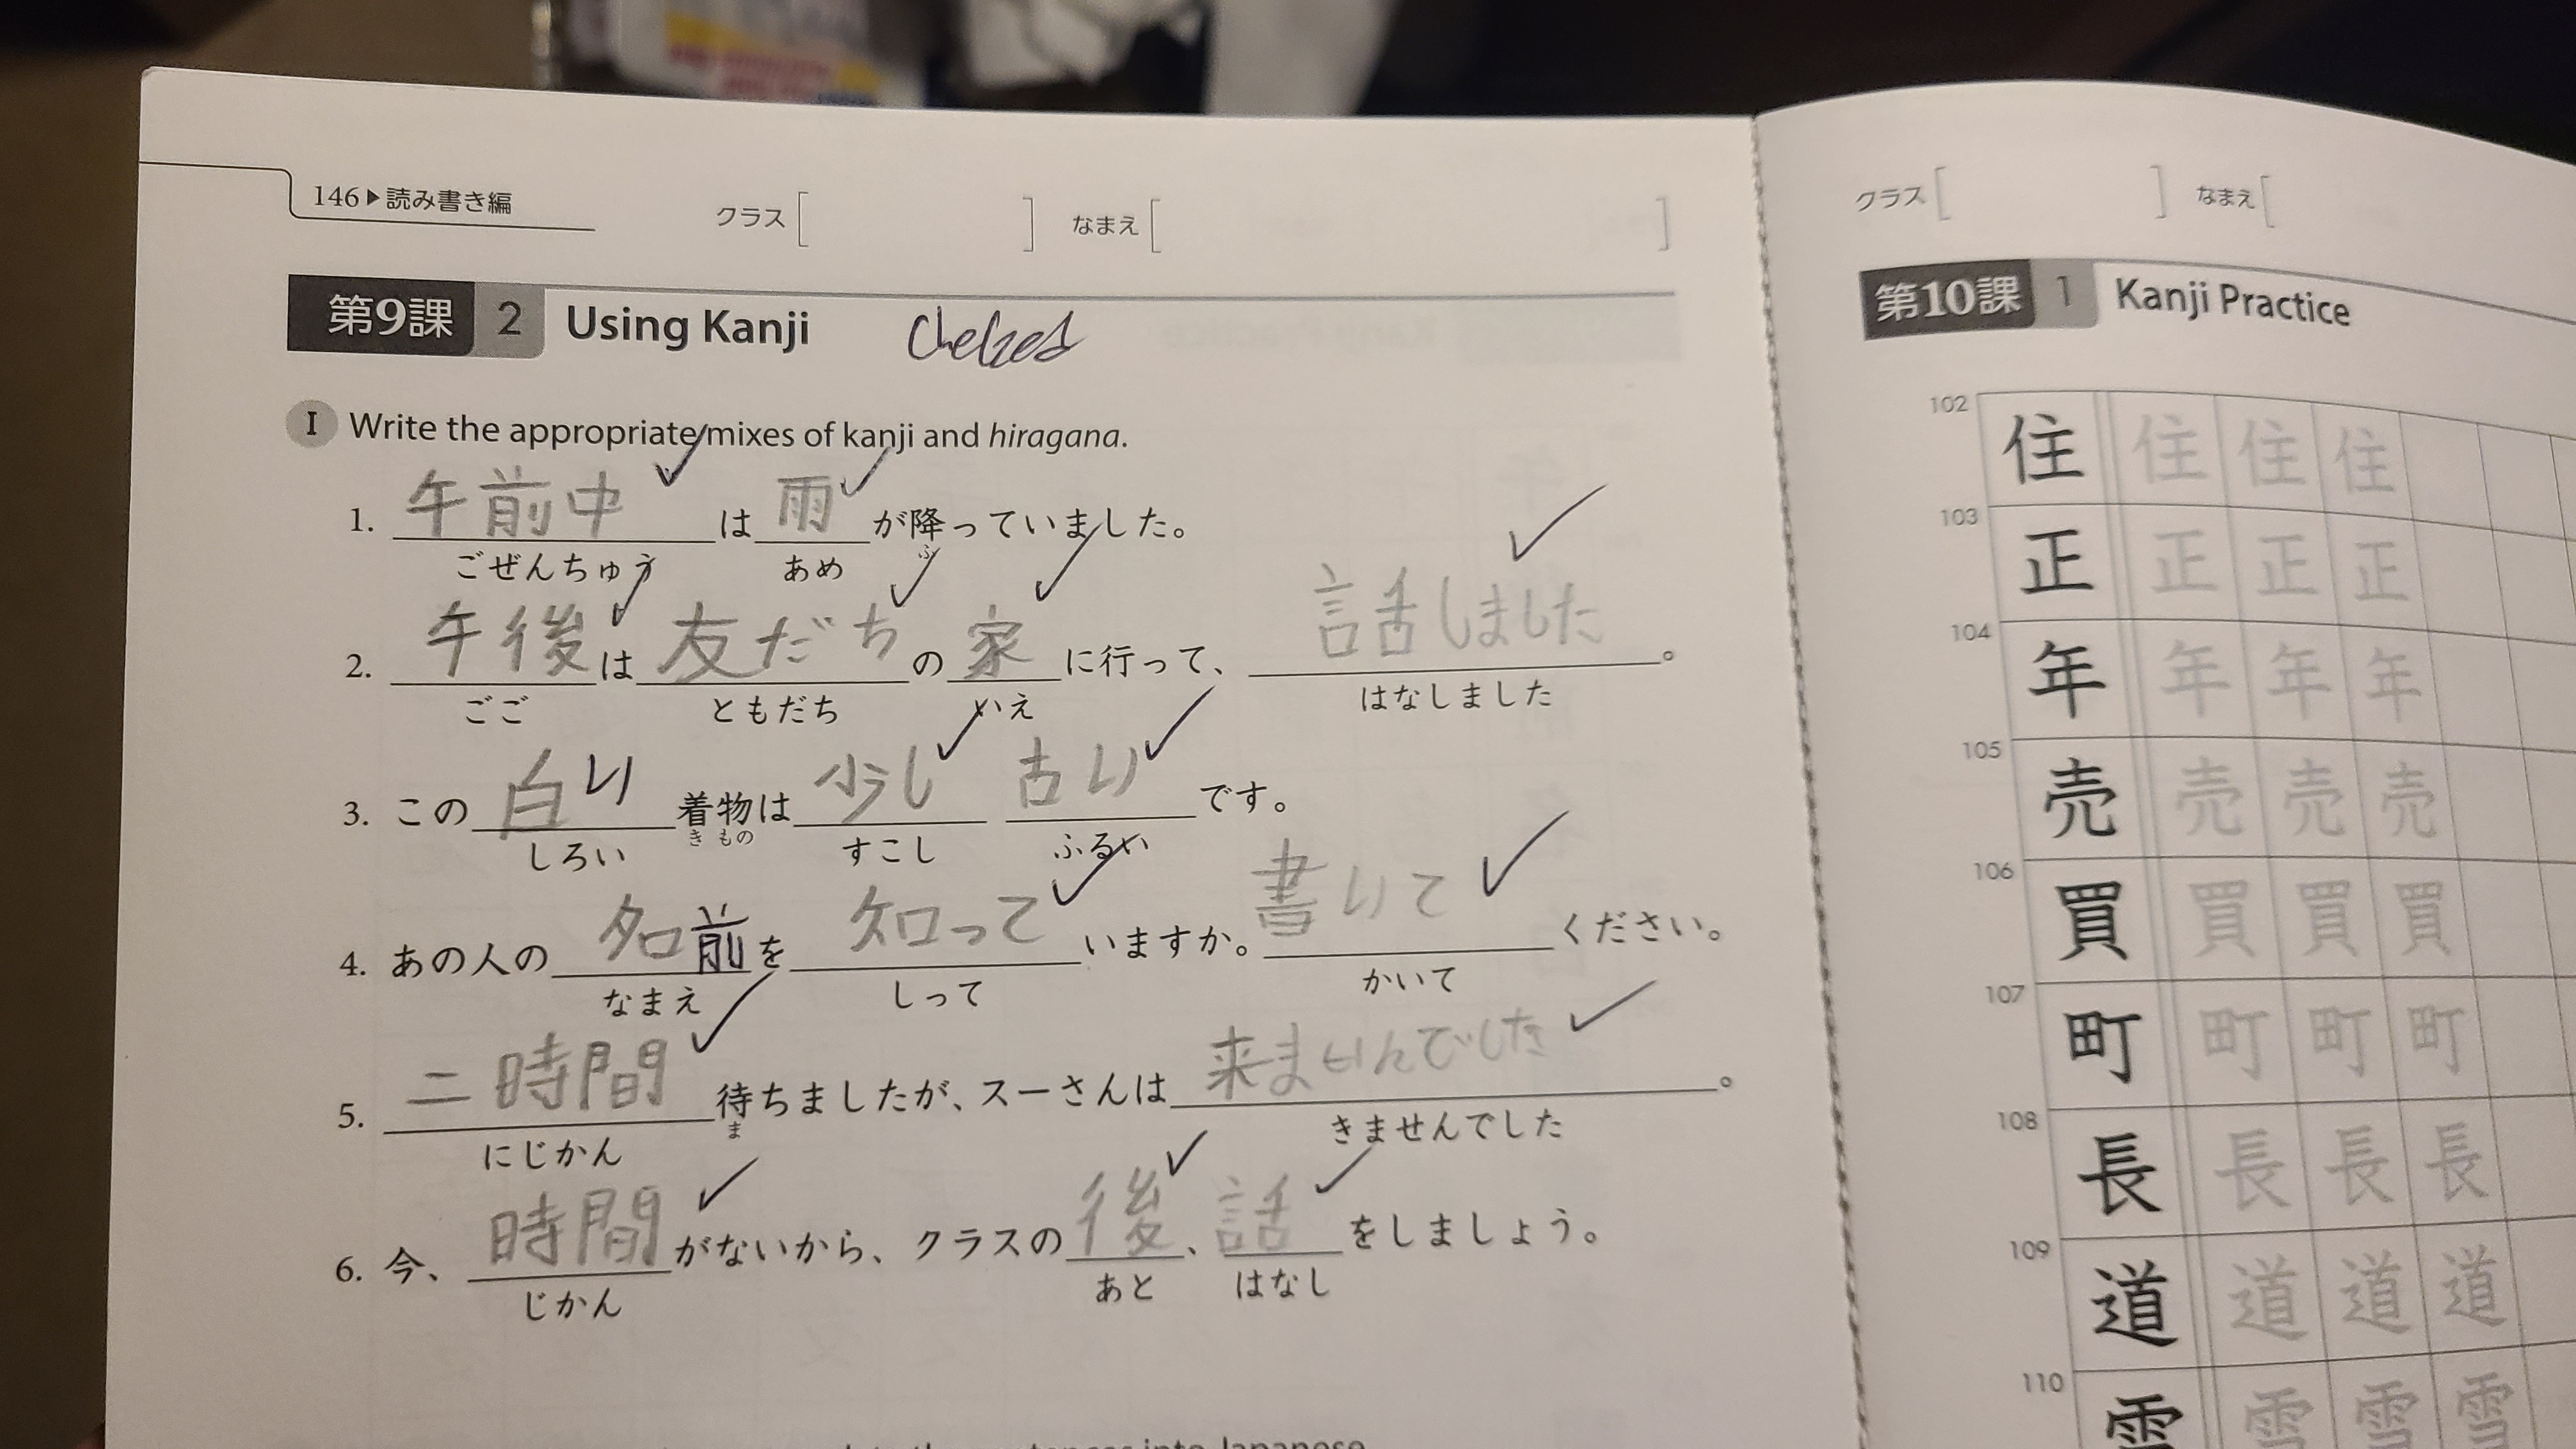 146▶読み書き編
クラス[ ] なまえ[ ]
第9課 2 Using Kanji Cheked
I Write the appropriate mixes of kanji and hiragana.
1. 午前中 は 雨 が降っていました。
ごぜんちゅう あめ ふ
2. 午後 は 友だち の 家 に行って、 話しました 。
ごご ともだち いえ はなしました
3. この 白い 着物は 少し 古い です。
しろい き もの すこし ふるい
4. あの人の 名前 を 知って いますか。 書いて ください。
なまえ しって かいて
5. 二時間 待ちましたが、スーさんは 来ませんでした 。
にじかん ま きませんでした
6. 今、 時間 がないから、クラスの 後 、 話 をしましょう。
じかん あと はなし
クラス[ ] なまえ[
第10課 1 Kanji Practice
102 住 住 住 住
103 正 正 正 正
104 年 年 年 年
105 売 売 売 売
106 買 買 買 買
107 町 町 町 町
108 長 長 長 長
109 道 道 道 道
110 雪 雪 雪 雪